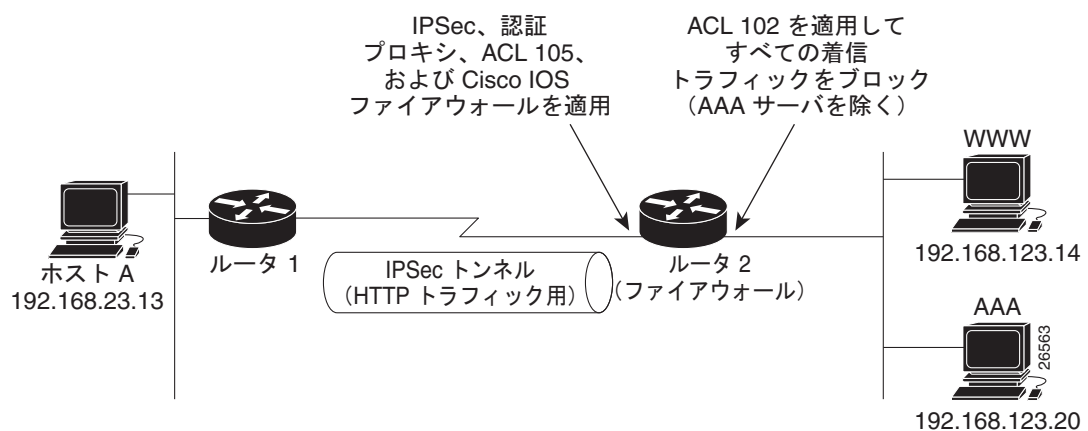 IPSec、認証
プロキシ、ACL 105、
および Cisco IOS
ファイアウォールを適用
ACL 102 を適用して
すべての着信
トラフィックをブロック
（AAA サーバを除く）
WWW
192.168.123.14
ホスト A
192.168.23.13
ルータ 1
IPSec トンネル
（HTTP トラフィック用）
ルータ 2
（ファイアウォール）
AAA
192.168.123.20
26563